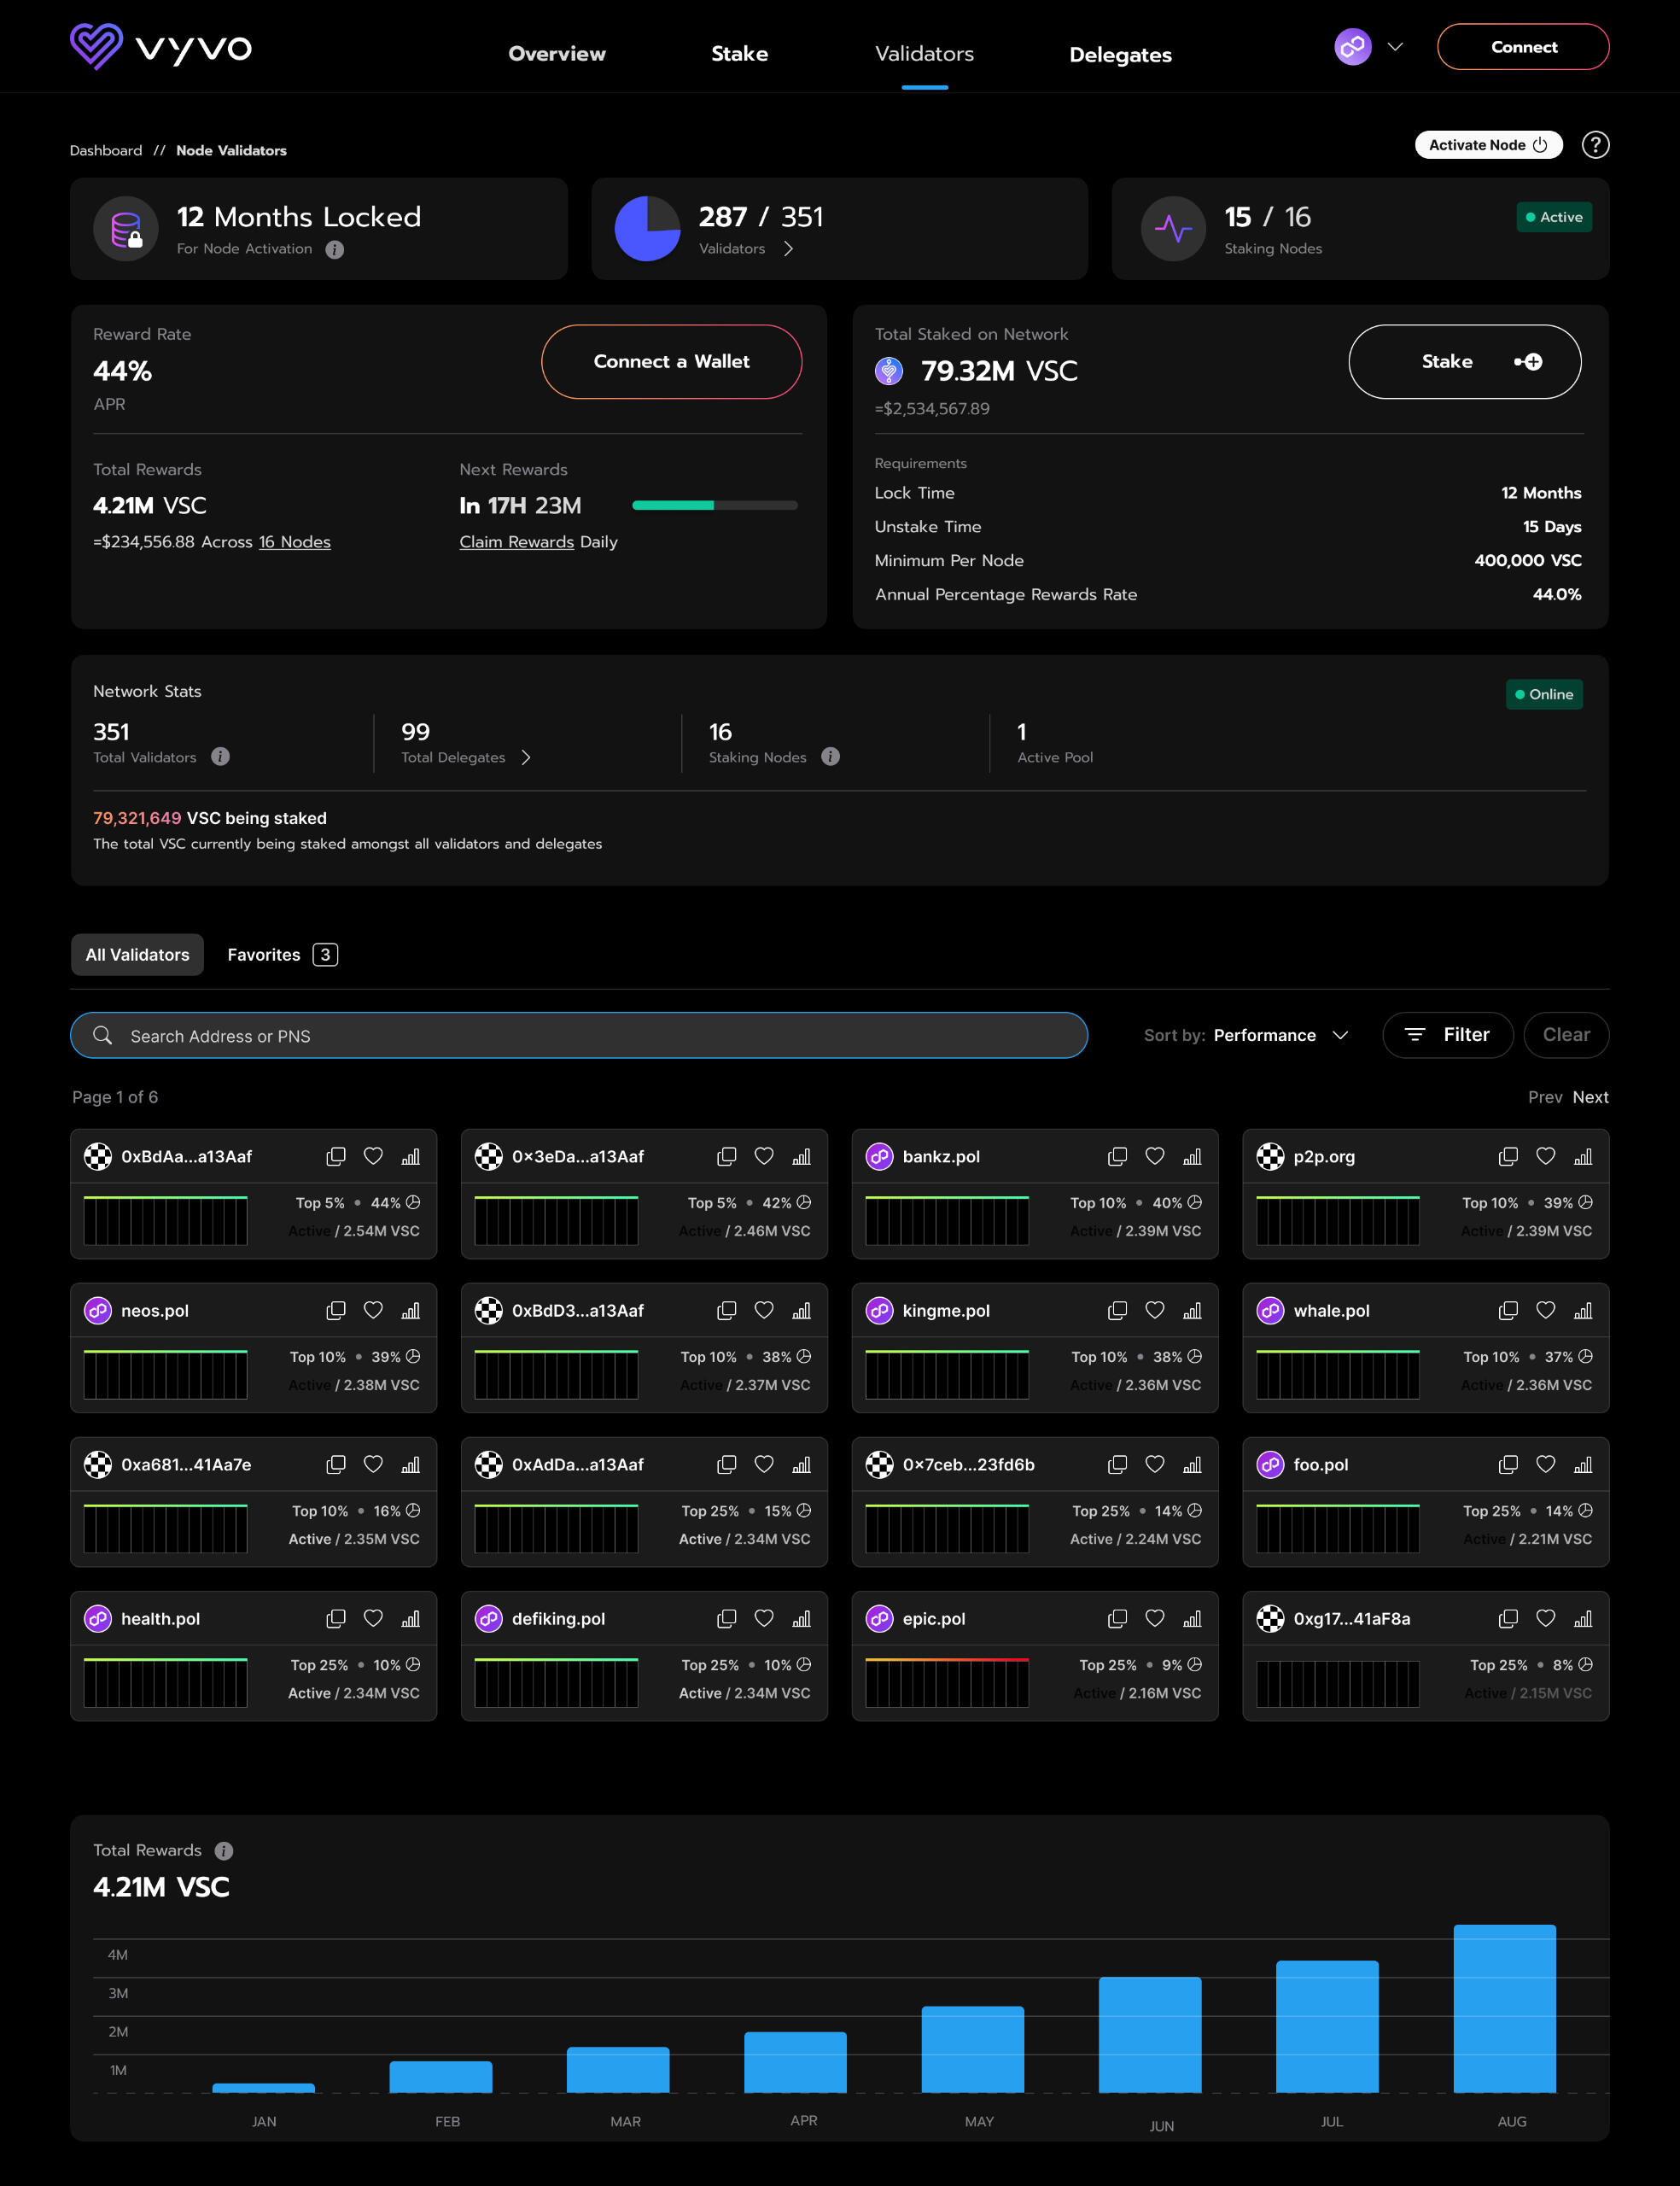 vyvo
Overview Stake Validators Delegates Connect
Dashboard // Node Validators
Activate Node ?
12 Months Locked
For Node Activation i
287 / 351
Validators
15 / 16
Staking Nodes
Active
Reward Rate
44%
APR
Connect a Wallet
Total Rewards
4.21M VSC
=$234,556.88 Across 16 Nodes
Next Rewards
In 17H 23M
Claim Rewards Daily
Total Staked on Network
79.32M VSC
=$2,534,567.89
Stake
Requirements
Lock Time 12 Months
Unstake Time 15 Days
Minimum Per Node 400,000 VSC
Annual Percentage Rewards Rate 44.0%
Network Stats
Online
351
Total Validators i
99
Total Delegates
16
Staking Nodes i
1
Active Pool
79,321,649 VSC being staked
The total VSC currently being staked amongst all validators and delegates
All Validators Favorites 3
Search Address or PNS
Sort by: Performance Filter Clear
Page 1 of 6 Prev Next
0xBdAa...a13Aaf
Top 5% • 44%
Active / 2.54M VSC
0x3eDa...a13Aaf
Top 5% • 42%
Active / 2.46M VSC
bankz.pol
Top 10% • 40%
Active / 2.39M VSC
p2p.org
Top 10% • 39%
Active / 2.39M VSC
neos.pol
Top 10% • 39%
Active / 2.38M VSC
0xBdD3...a13Aaf
Top 10% • 38%
Active / 2.37M VSC
kingme.pol
Top 10% • 38%
Active / 2.36M VSC
whale.pol
Top 10% • 37%
Active / 2.36M VSC
0xa681...41Aa7e
Top 10% • 16%
Active / 2.35M VSC
0xAdDa...a13Aaf
Top 25% • 15%
Active / 2.34M VSC
0x7ceb...23fd6b
Top 25% • 14%
Active / 2.24M VSC
foo.pol
Top 25% • 14%
Active / 2.21M VSC
health.pol
Top 25% • 10%
Active / 2.34M VSC
defiking.pol
Top 25% • 10%
Active / 2.34M VSC
epic.pol
Top 25% • 9%
Active / 2.16M VSC
0xg17...41aF8a
Top 25% • 8%
Active / 2.15M VSC
Total Rewards i
4.21M VSC
4M
3M
2M
1M
JAN FEB MAR APR MAY JUN JUL AUG